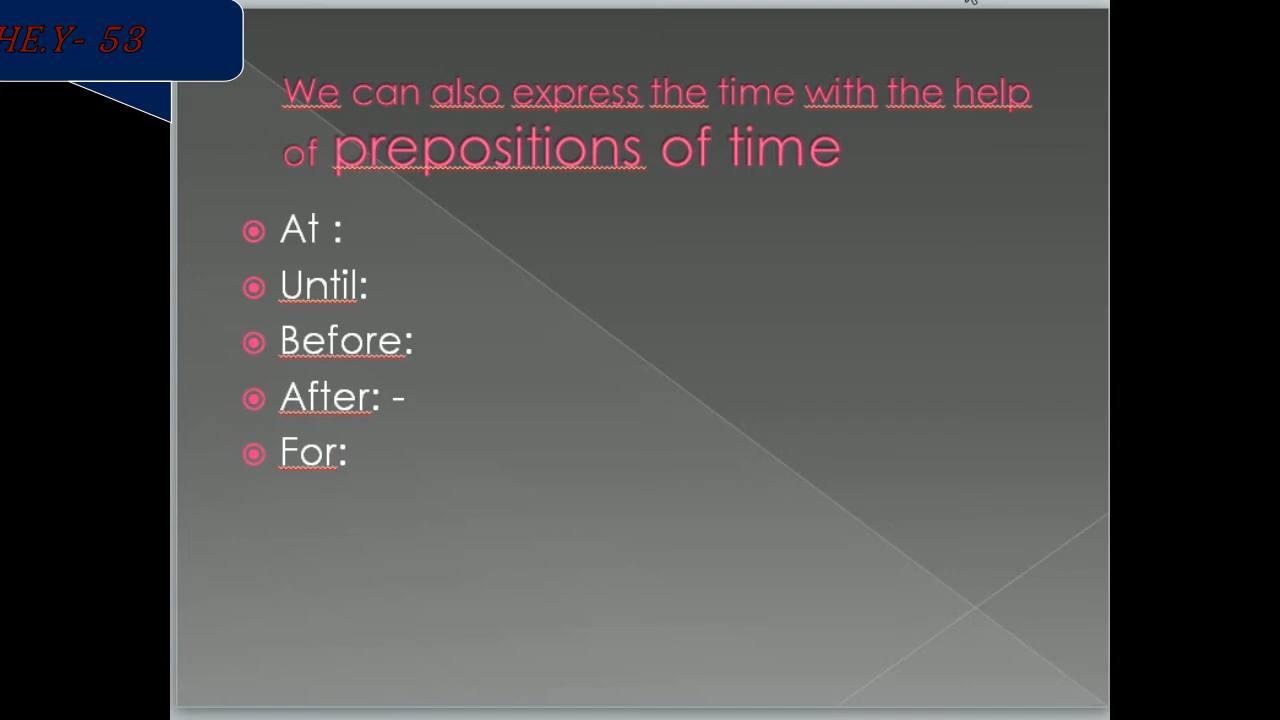 HE.Y- 53
We can also express the time with the help
of prepositions of time
At :
Until:
Before:
After: -
For: